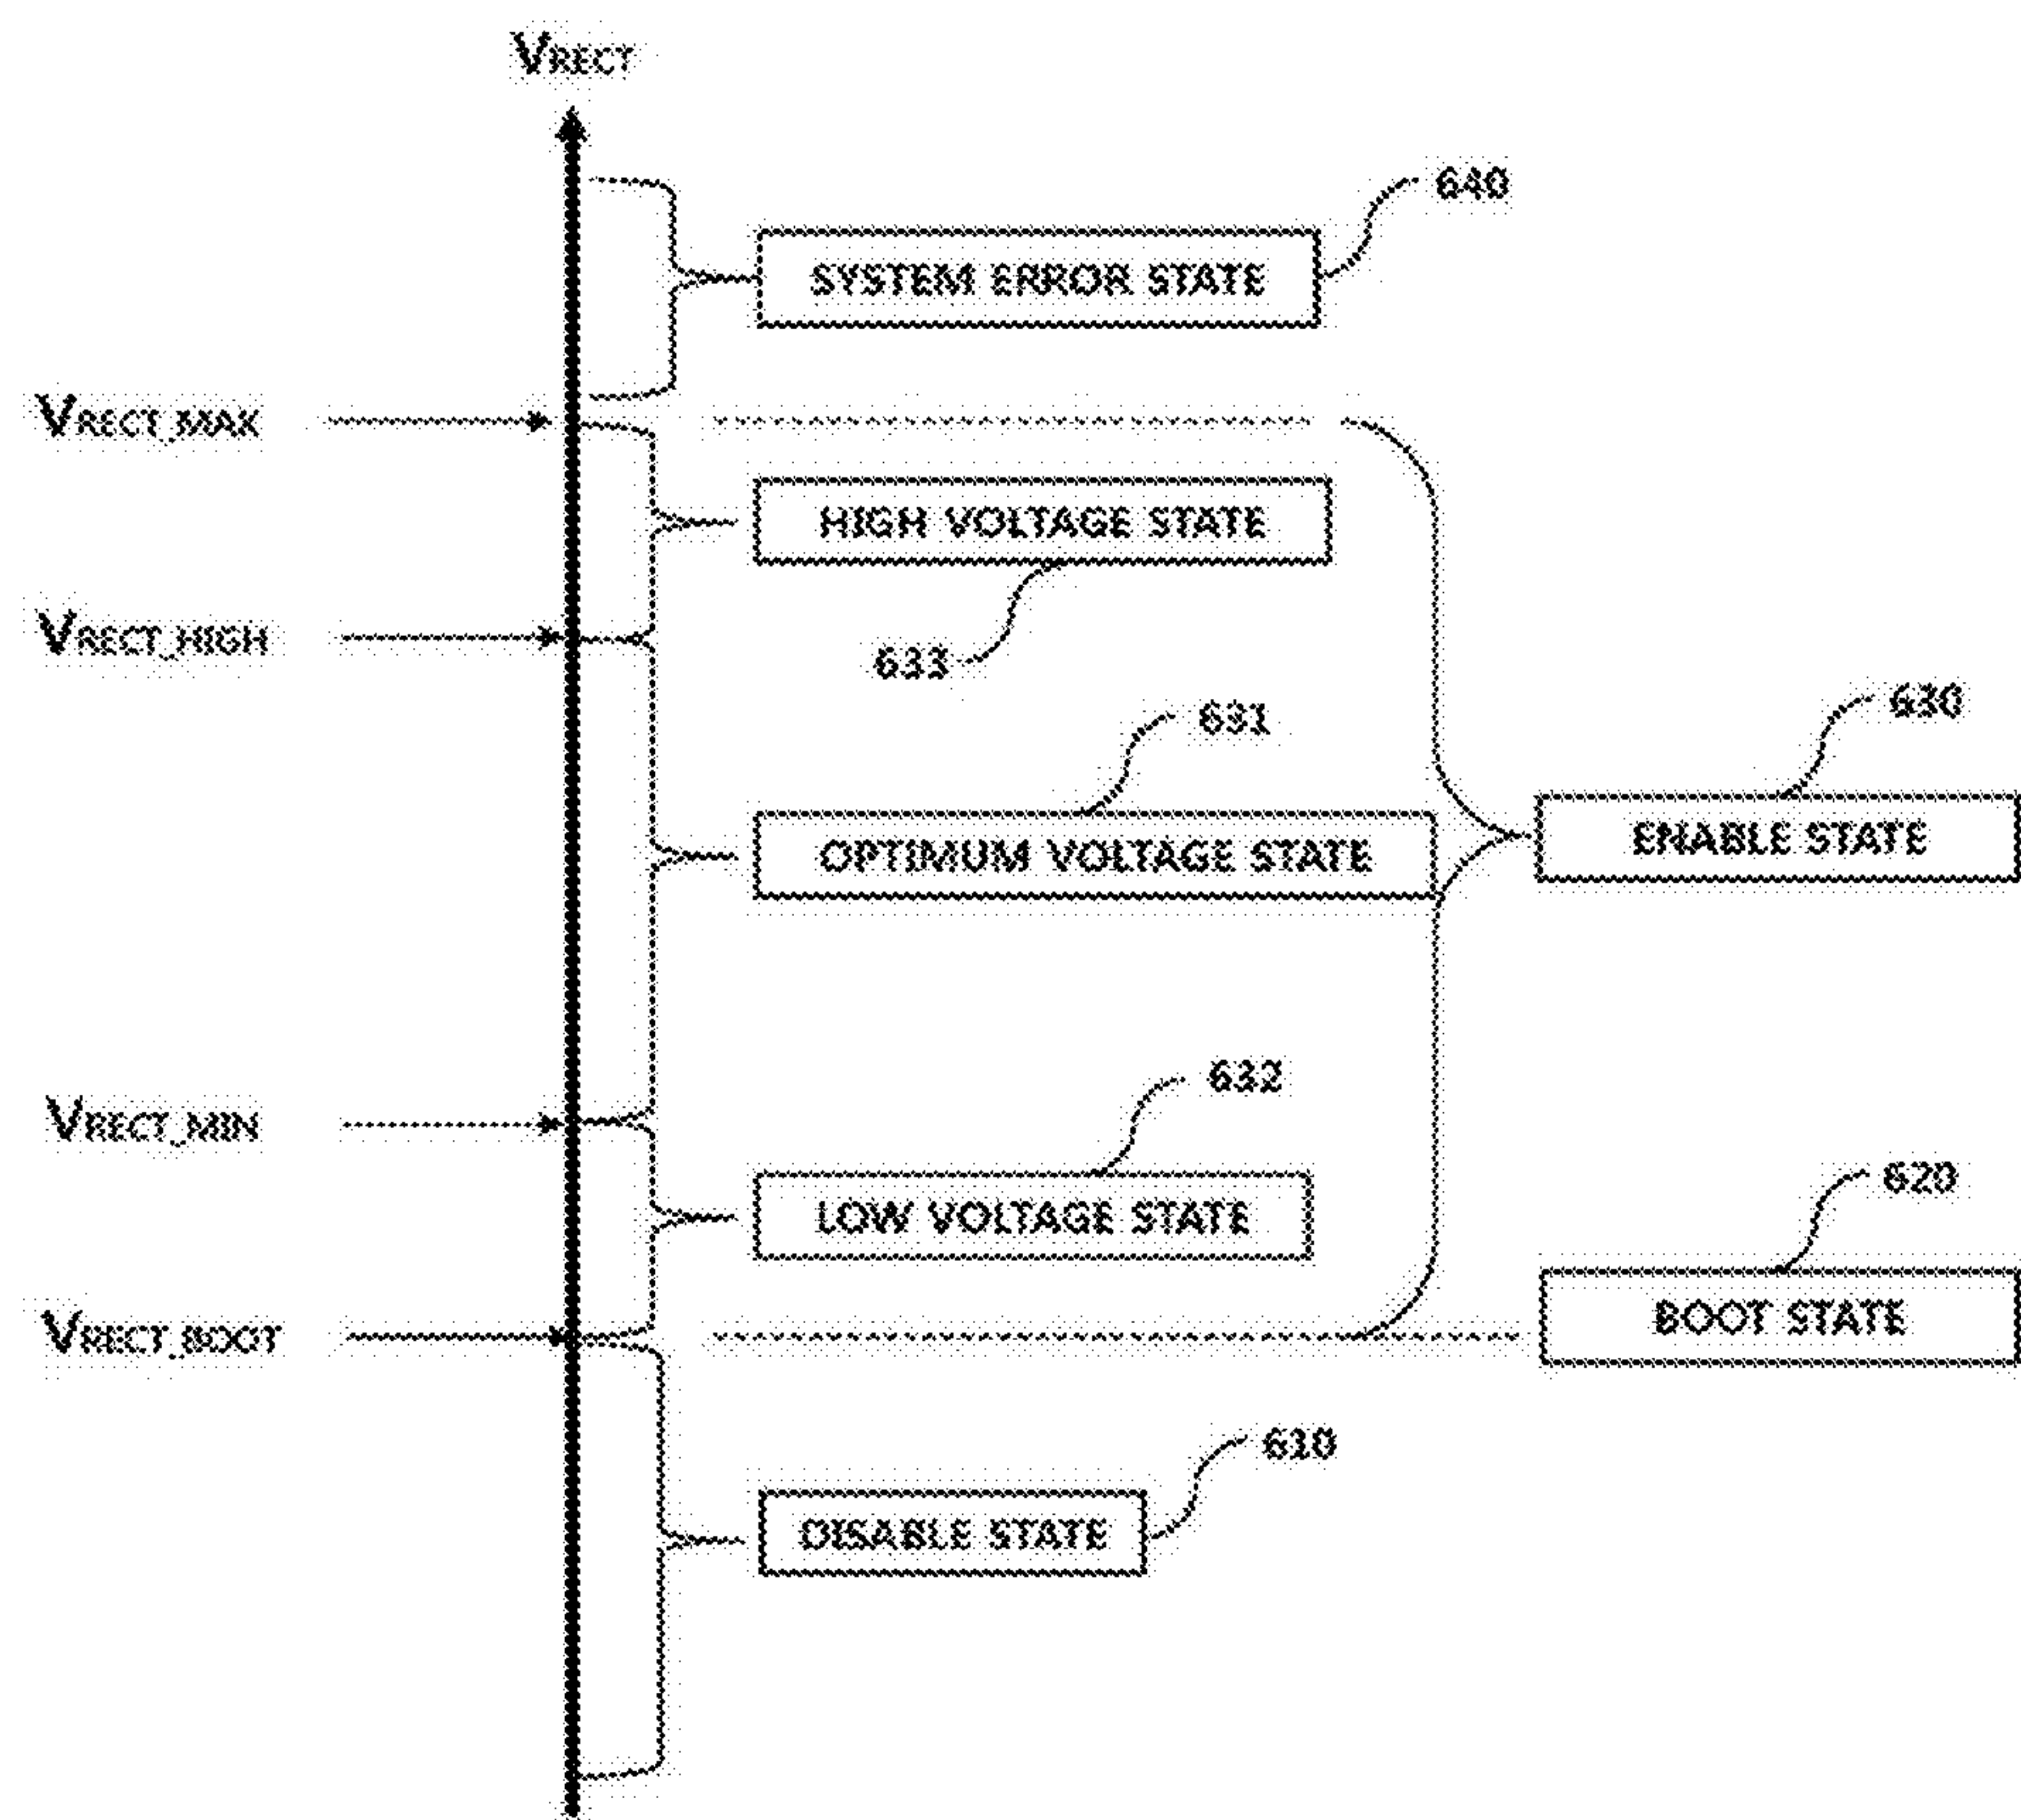 VRECT
640
SYSTEM ERROR STATE
VRECT_MAX
HIGH VOLTAGE STATE
VRECT_HIGH
633
631
630
OPTIMUM VOLTAGE STATE
ENABLE STATE
632
VRECT_MIN
620
LOW VOLTAGE STATE
BOOT STATE
VRECT_BOOT
610
DISABLE STATE